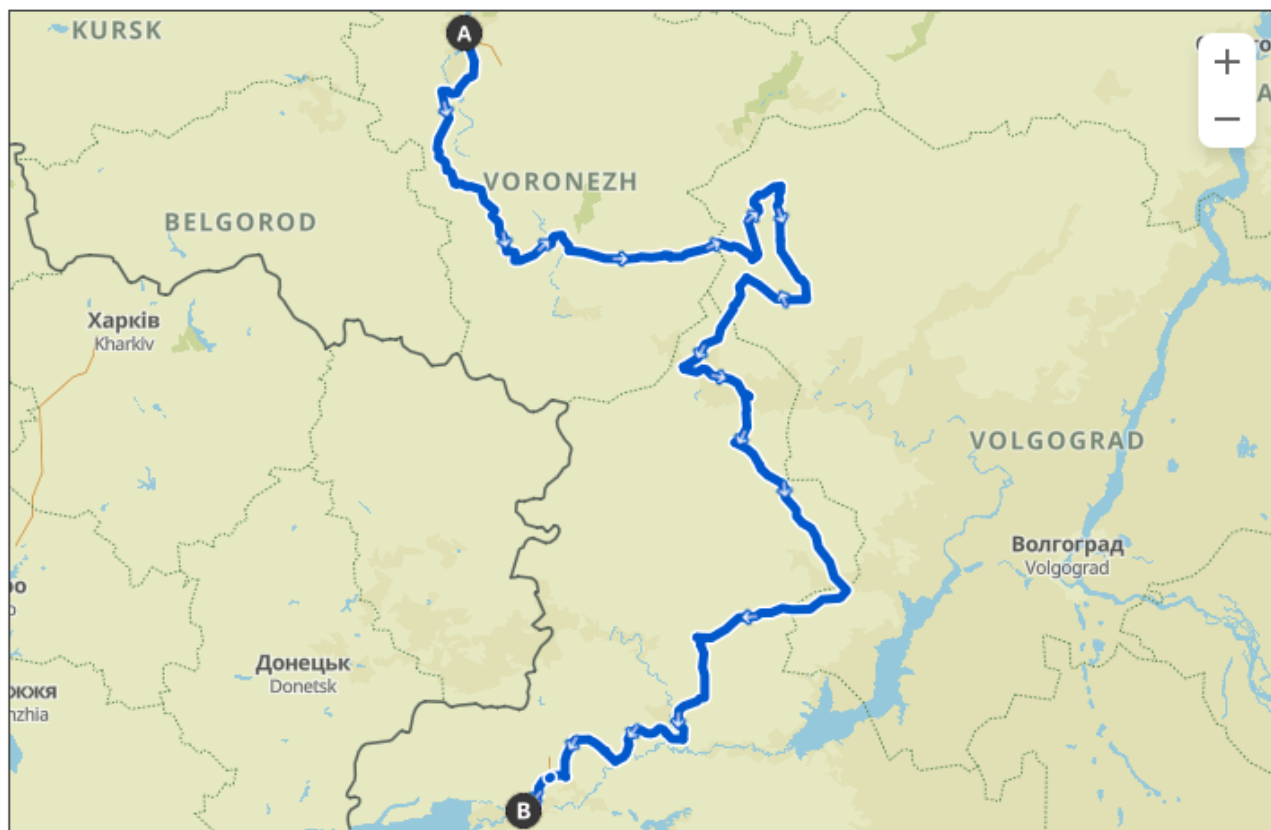 KURSK
A
+
−
VORONEZH
BELGOROD
Харків
Kharkiv
VOLGOGRAD
Волгоград
Volgograd
Донецьк
Donetsk
B